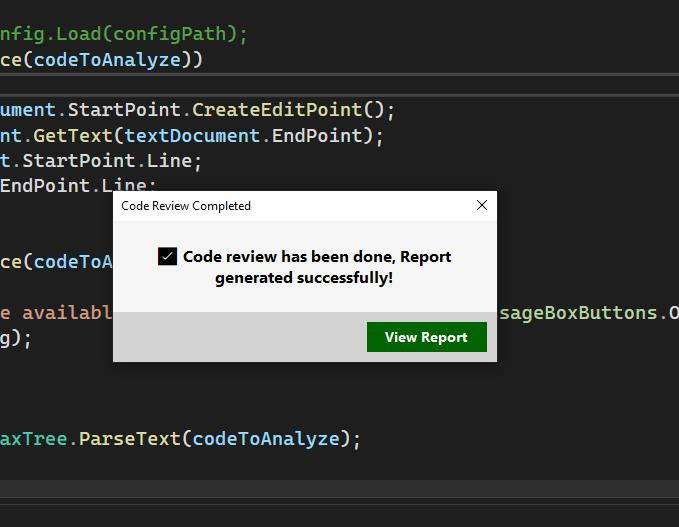 nfig.Load(configPath);
ce(codeToAnalyze))
ument.StartPoint.CreateEditPoint();
nt.GetText(textDocument.EndPoint);
t.StartPoint.Line;
EndPoint.Line;
Code Review Completed
Code review has been done, Report
generated successfully!
ce(codeToA
e availabl sageBoxButtons.O
g);
View Report
axTree.ParseText(codeToAnalyze);